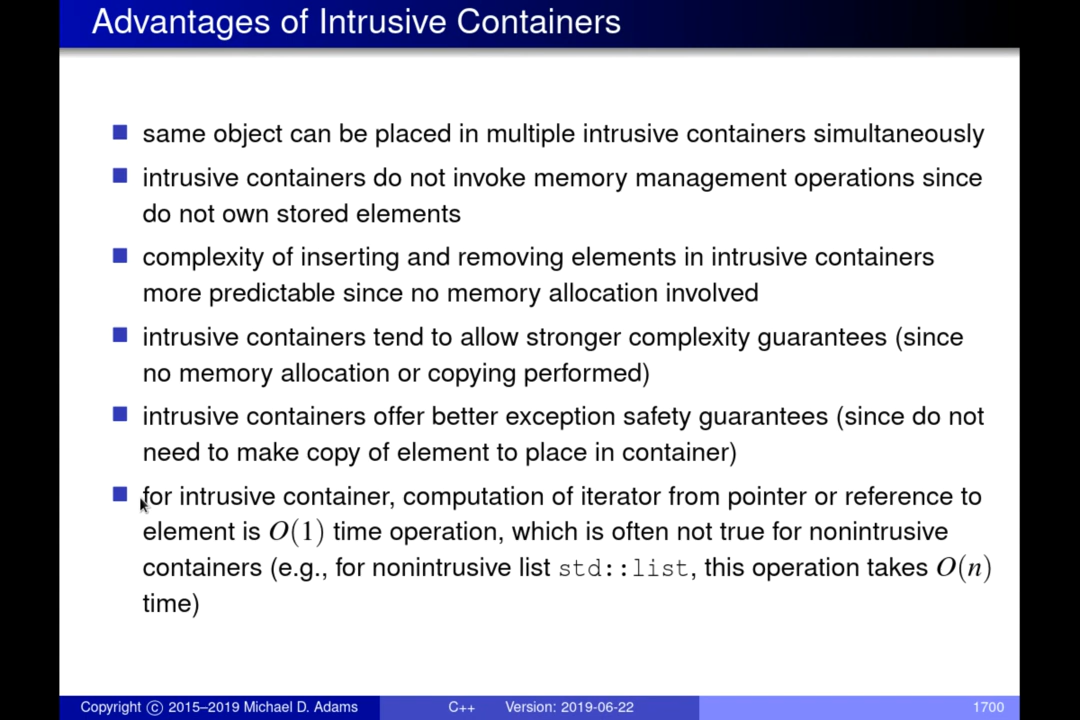 Advantages of Intrusive Containers
same object can be placed in multiple intrusive containers simultaneously
intrusive containers do not invoke memory management operations since
do not own stored elements
complexity of inserting and removing elements in intrusive containers
more predictable since no memory allocation involved
intrusive containers tend to allow stronger complexity guarantees (since
no memory allocation or copying performed)
intrusive containers offer better exception safety guarantees (since do not
need to make copy of element to place in container)
for intrusive container, computation of iterator from pointer or reference to
element is O(1) time operation, which is often not true for nonintrusive
containers (e.g., for nonintrusive list std::list, this operation takes O(n)
time)
Copyright © 2015–2019 Michael D. Adams C++ Version: 2019-06-22 1700